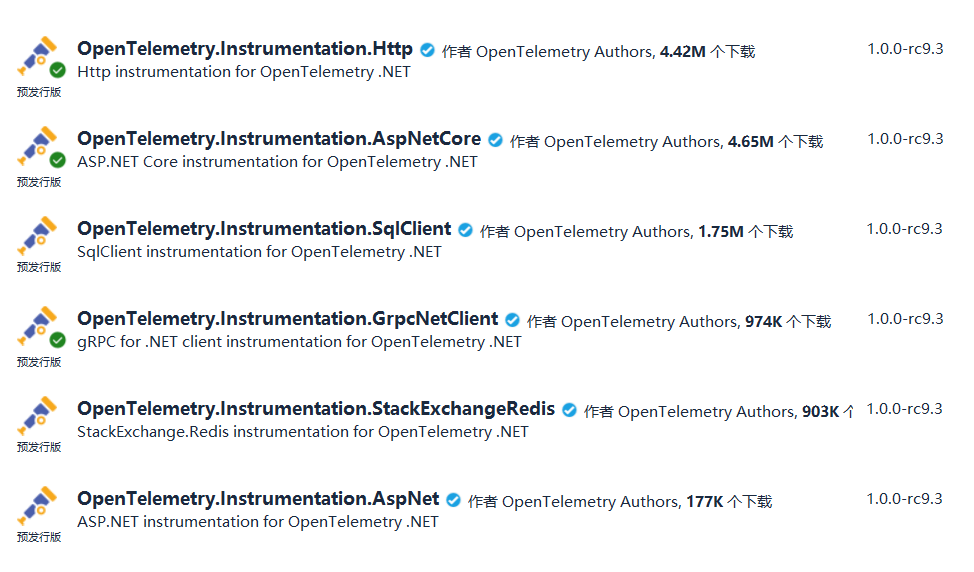 OpenTelemetry.Instrumentation.Http 作者 OpenTelemetry Authors, 4.42M 个下载 1.0.0-rc9.3
Http instrumentation for OpenTelemetry .NET
预发行版
OpenTelemetry.Instrumentation.AspNetCore 作者 OpenTelemetry Authors, 4.65M 个下载 1.0.0-rc9.3
ASP.NET Core instrumentation for OpenTelemetry .NET
预发行版
OpenTelemetry.Instrumentation.SqlClient 作者 OpenTelemetry Authors, 1.75M 个下载 1.0.0-rc9.3
SqlClient instrumentation for OpenTelemetry .NET
预发行版
OpenTelemetry.Instrumentation.GrpcNetClient 作者 OpenTelemetry Authors, 974K 个下载 1.0.0-rc9.3
gRPC for .NET client instrumentation for OpenTelemetry .NET
预发行版
OpenTelemetry.Instrumentation.StackExchangeRedis 作者 OpenTelemetry Authors, 903K 个 1.0.0-rc9.3
StackExchange.Redis instrumentation for OpenTelemetry .NET
预发行版
OpenTelemetry.Instrumentation.AspNet 作者 OpenTelemetry Authors, 177K 个下载 1.0.0-rc9.3
ASP.NET instrumentation for OpenTelemetry .NET
预发行版